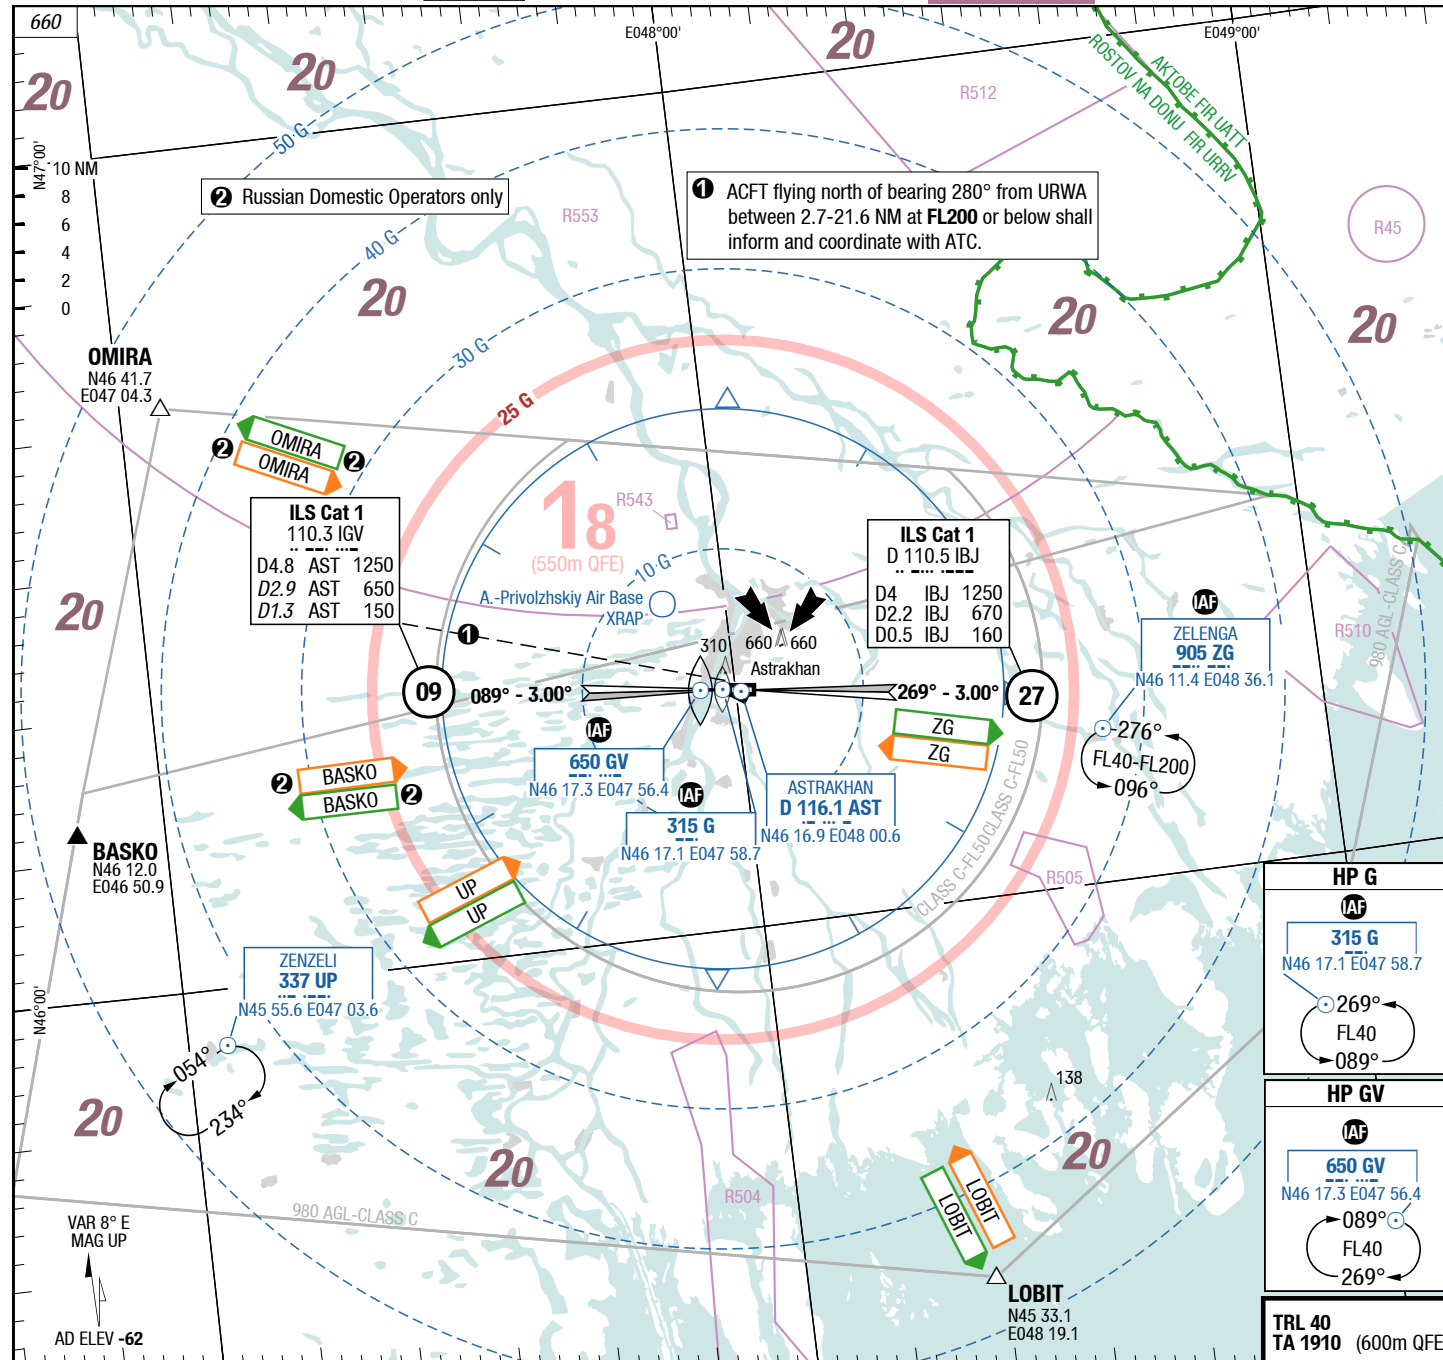 660
E048°00'
E049°00'
20
20
20
R512
AKTOBE FIR UATT
ROSTOV NA DONU FIR URRV
50 G
N47°00'
10 NM
8
6
4
2
0
❷ Russian Domestic Operators only
R553
❶ ACFT flying north of bearing 280° from URWA
between 2.7-21.6 NM at FL200 or below shall
inform and coordinate with ATC.
R45
40 G
20
20
20
30 G
OMIRA
N46 41.7
E047 04.3
25 G
OMIRA ❷
❷ OMIRA
ILS Cat 1
110.3 IGV
D4.8 AST 1250
D2.9 AST 650
D1.3 AST 150
18
(550m QFE)
R543
10 G
A.-Privolzhskiy Air Base
XRAP
ILS Cat 1
D 110.5 IBJ
D4 IBJ 1250
D2.2 IBJ 670
D0.5 IBJ 160
980 AGL-CLASS C
R510
IAF
ZELENGA
905 ZG
N46 11.4 E048 36.1
20
❶
310
660
660
Astrakhan
09
089° - 3.00°
269° - 3.00°
27
ZG
ZG
276°
FL40-FL200
096°
IAF
650 GV
N46 17.3 E047 56.4
IAF
315 G
N46 17.1 E047 58.7
ASTRAKHAN
D 116.1 AST
N46 16.9 E048 00.6
❷ BASKO
BASKO ❷
BASKO
N46 12.0
E046 50.9
CLASS C-FL50
CLASS C-FL50
R505
UP
UP
HP G
IAF
315 G
N46 17.1 E047 58.7
269°
FL40
089°
ZENZELI
337 UP
N45 55.6 E047 03.6
N46°00'
054°
234°
138
HP GV
IAF
650 GV
N46 17.3 E047 56.4
089°
FL40
269°
20
20
20
R504
LOBIT
LOBIT
980 AGL-CLASS C
VAR 8° E
MAG UP
AD ELEV -62
LOBIT
N45 33.1
E048 19.1
TRL 40
TA 1910 (600m QFE